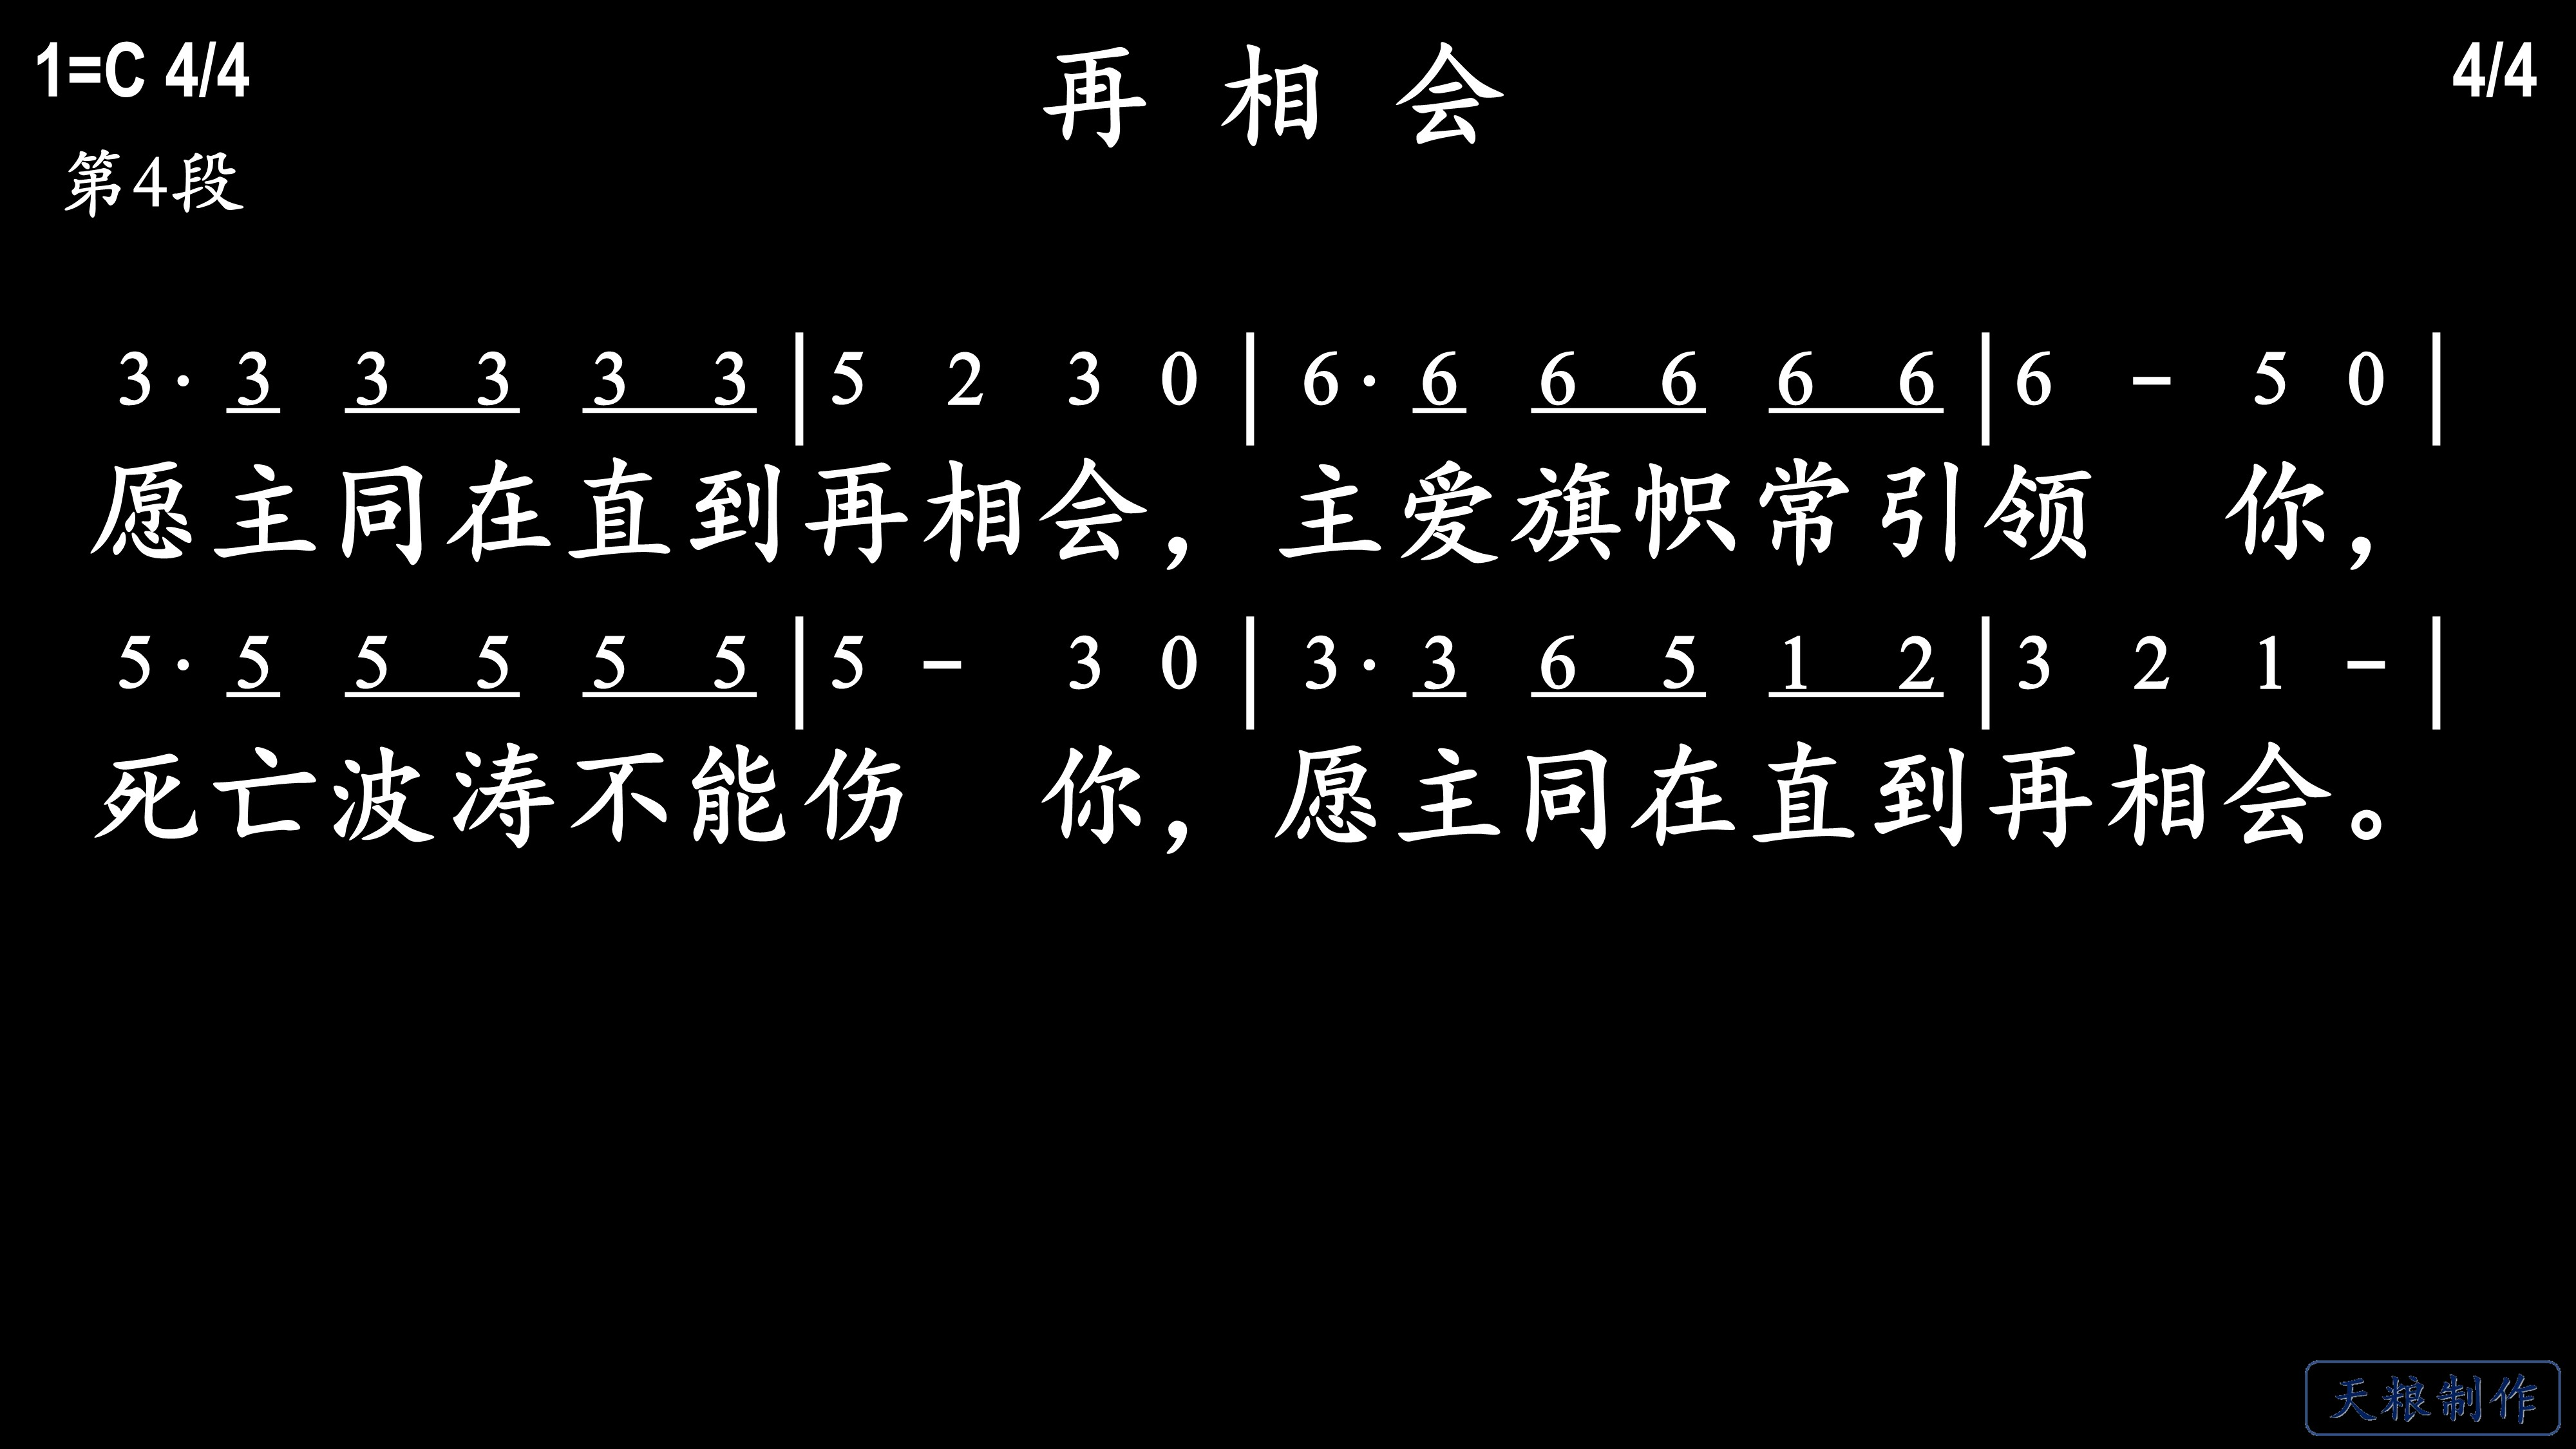 1=C 4/4
再相会
4/4
第4段
3· 3 3 3 3 3 | 5 2 3 0 | 6· 6 6 6 6 6 | 6 – 5 0 |
愿主同在直到再相会，主爱旗帜常引领 你，
5· 5 5 5 5 5 | 5 – 3 0 | 3· 3 6 5 1 2 | 3 2 1 – |
死亡波涛不能伤 你，愿主同在直到再相会。
天粮制作